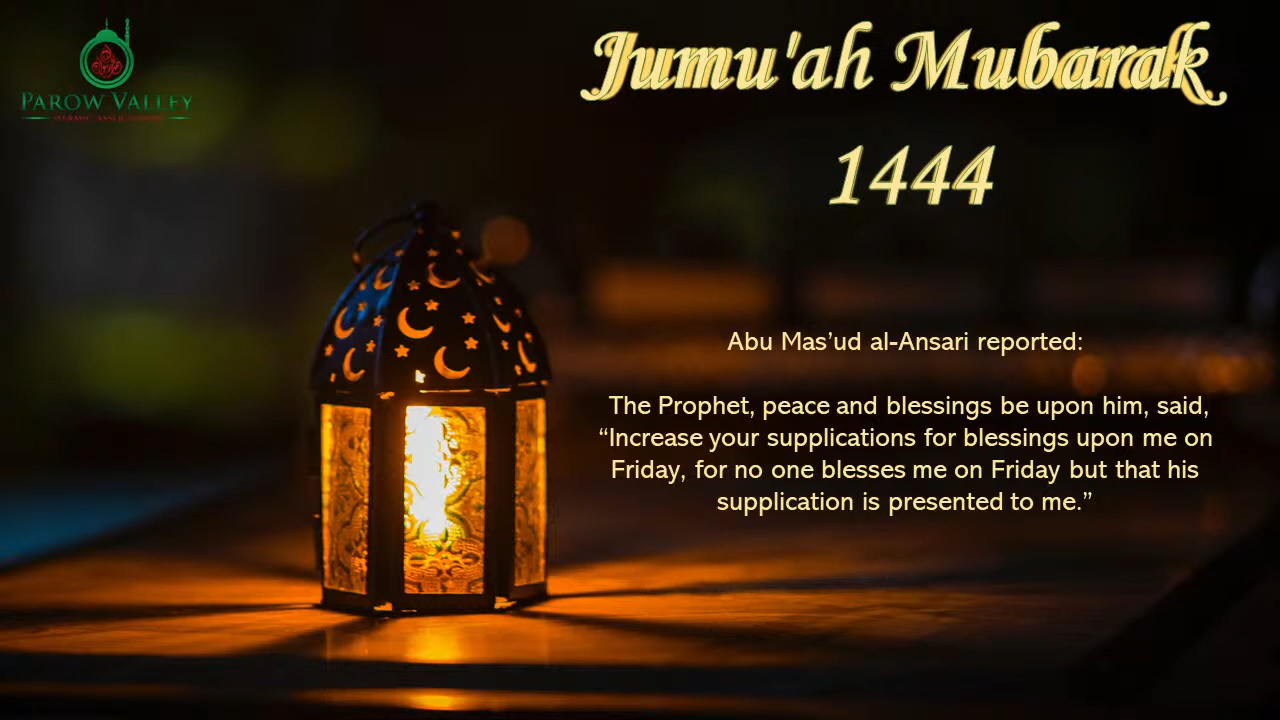 PAROW VALLEY
Jumu'ah Mubarak
1444
Abu Mas’ud al-Ansari reported:
The Prophet, peace and blessings be upon him, said,
“Increase your supplications for blessings upon me on
Friday, for no one blesses me on Friday but that his
supplication is presented to me.”